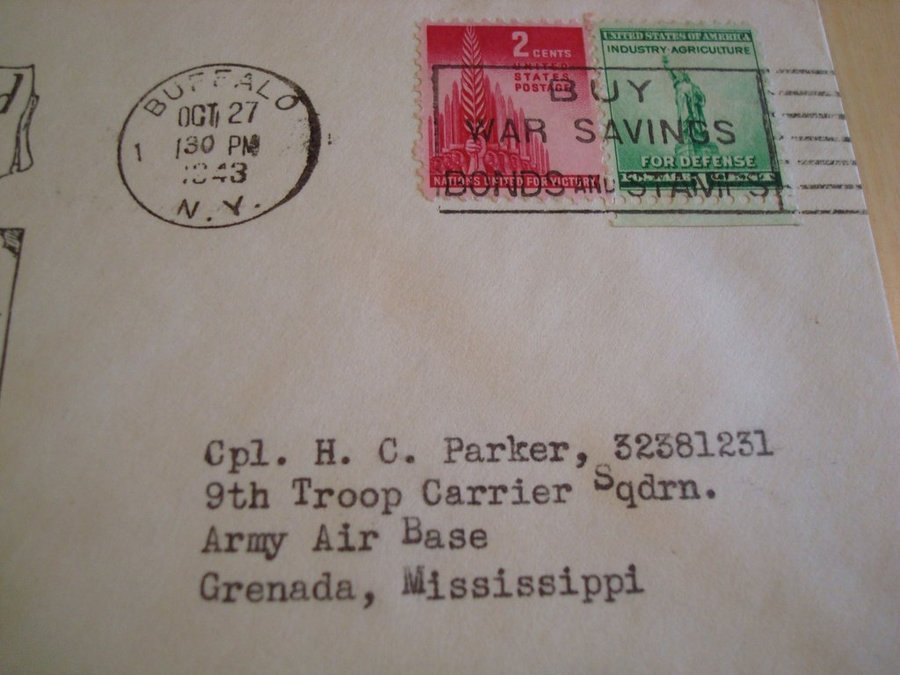 BUFFALO
OCT 27
1 130 PM
1943
N.Y.
2 CENTS
UNITED
STATES
POSTAGE
NATIONS UNITED FOR VICTORY
UNITED STATES OF AMERICA
INDUSTRY AGRICULTURE
FOR DEFENSE
BUY
WAR SAVINGS
BONDS AND STAMPS
Cpl. H. C. Parker, 32381231
9th Troop Carrier Sqdrn.
Army Air Base
Grenada, Mississippi